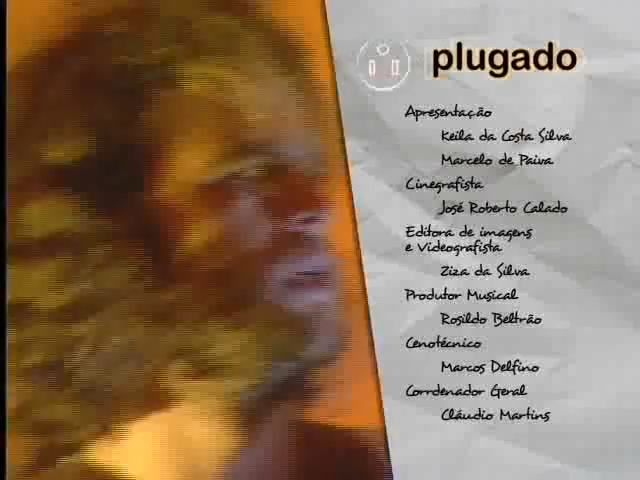 plugado
Apresentação
Keila da Costa Silva
Marcelo de Paiva
Cinegrafista
José Roberto Calado
Editora de imagens
e Videografista
Ziza da Silva
Produtor Musical
Rosildo Beltrão
Cenotécnico
Marcos Delfino
Corrdenador Geral
Cláudio Martins